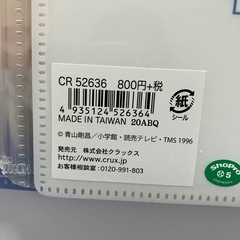 CR 52636 800円+税
4 935124 526364
紙
シール
MADE IN TAIWAN 20ABQ
© 青山剛昌／小学館・読売テレビ・TMS 1996
発売元：株式会社クラックス
http://www.crux.jp
お客様相談室：0120-991-803
ShoPro
5